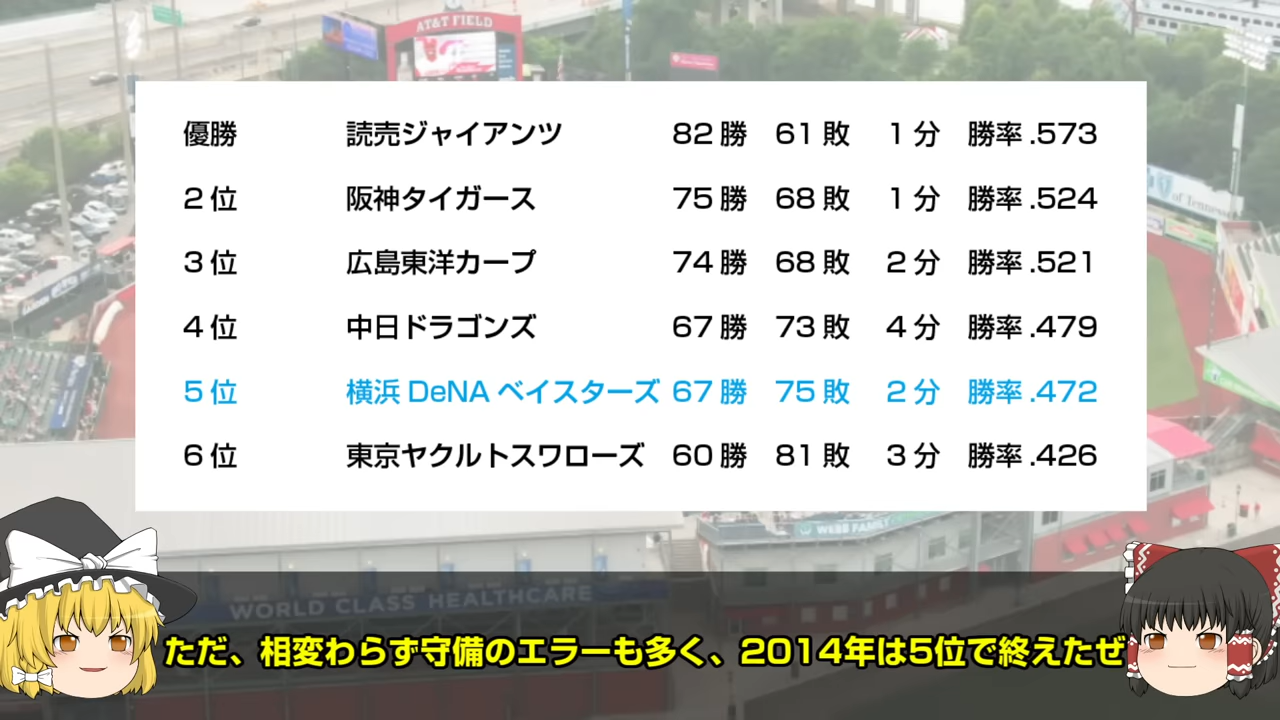 AT&T FIELD
優勝 読売ジャイアンツ 82勝 61敗 1分 勝率.573
2位 阪神タイガース 75勝 68敗 1分 勝率.524
3位 広島東洋カープ 74勝 68敗 2分 勝率.521
4位 中日ドラゴンズ 67勝 73敗 4分 勝率.479
5位 横浜DeNAベイスターズ 67勝 75敗 2分 勝率.472
6位 東京ヤクルトスワローズ 60勝 81敗 3分 勝率.426
of Tennessee
WEBB FAMILY
WORLD CLASS HEALTHCARE
ただ、相変わらず守備のエラーも多く、2014年は5位で終えたぜ